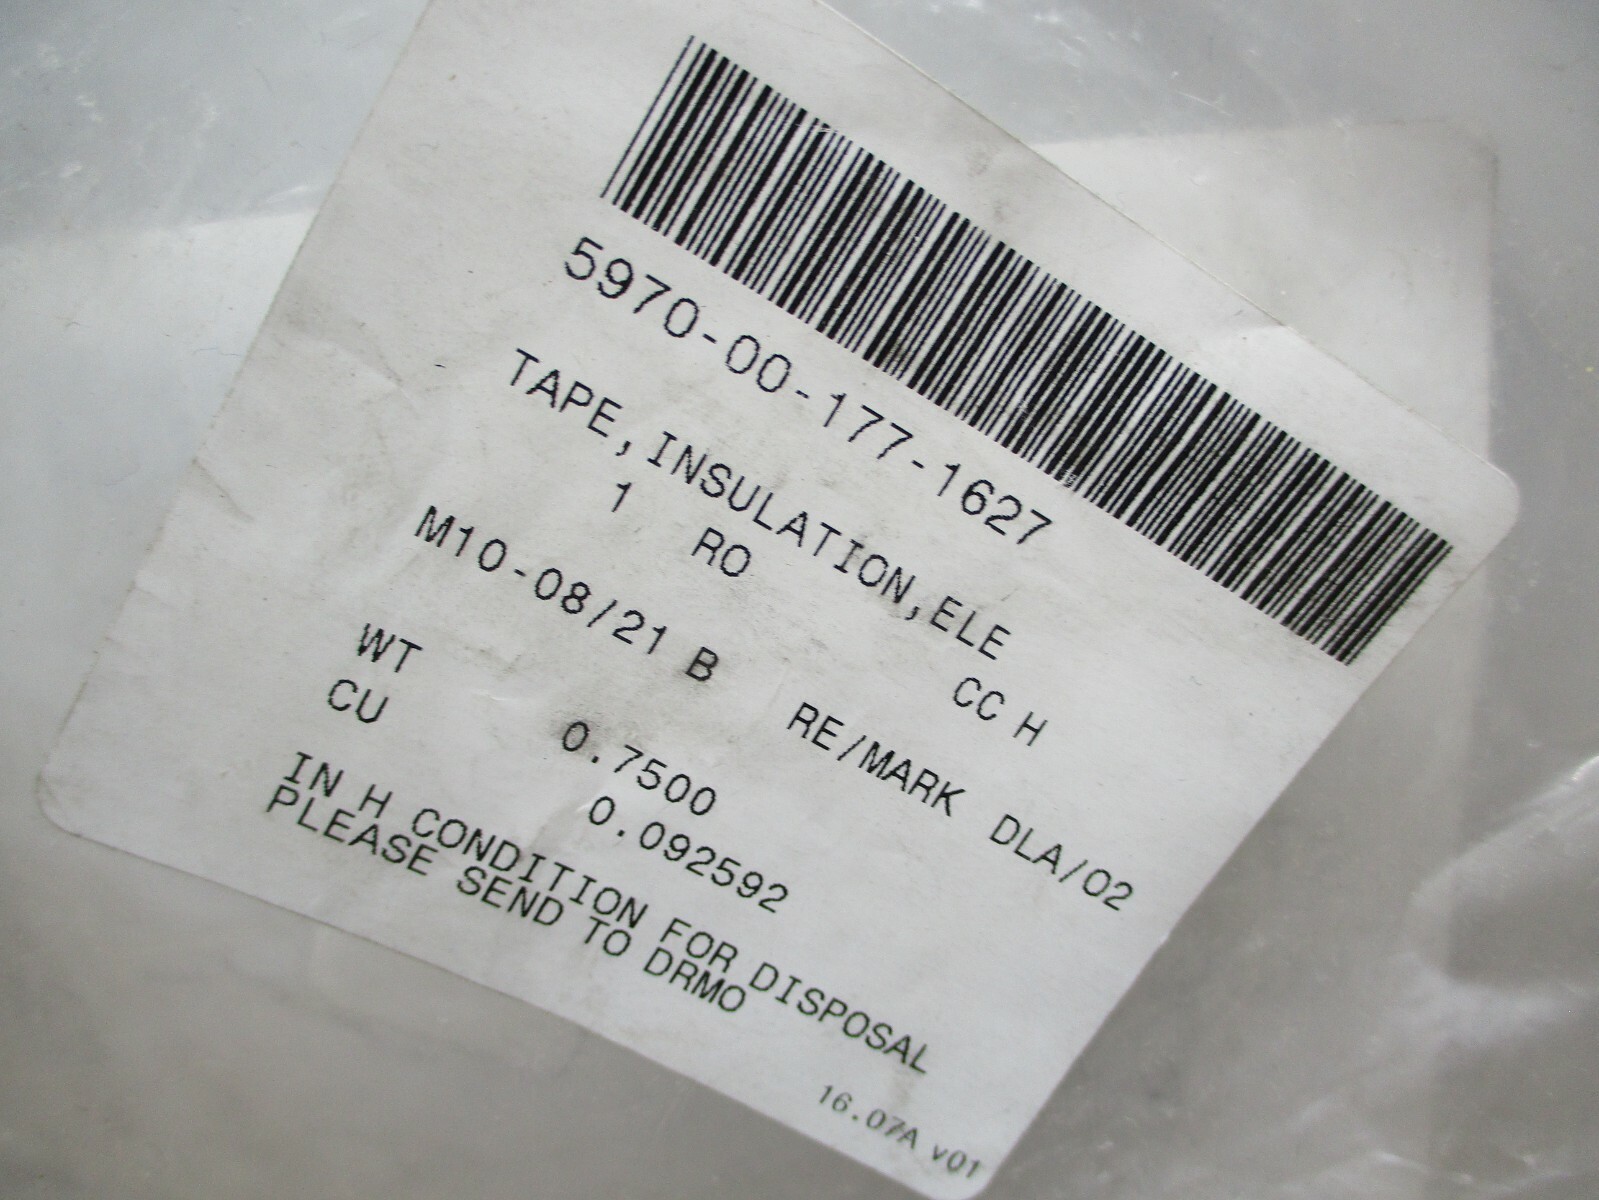 5970-00-177-1627
TAPE,INSULATION,ELE
1 RO CC H
M10-08/21 B RE/MARK DLA/02
WT 0.7500
CU 0.092592
IN H CONDITION FOR DISPOSAL
PLEASE SEND TO DRMO
16.07A v01